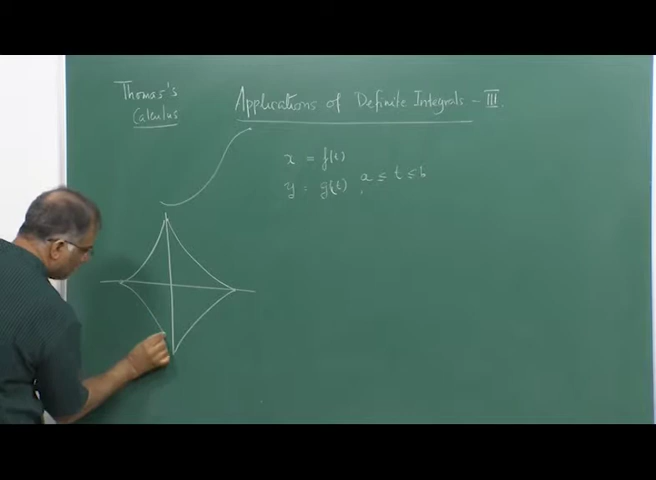 Thomas's
Calculus
Applications of Definite Integrals - III.
x = f(t)
y = g(t) a ≤ t ≤ b